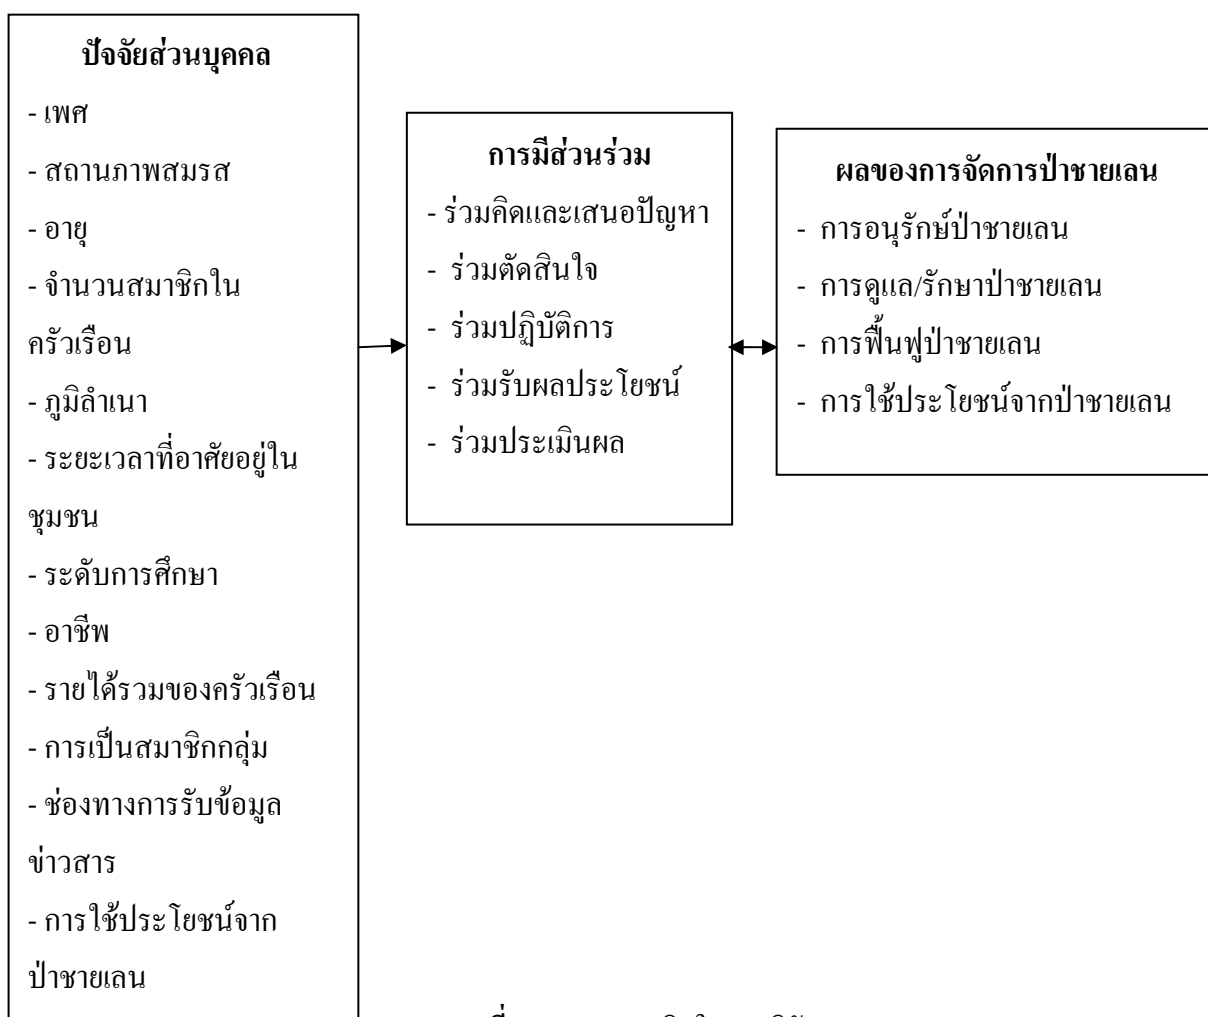 ปัจจัยส่วนบุคคล
- เพศ
- สถานภาพสมรส
- อายุ
- จำนวนสมาชิกใน
ครัวเรือน
- ภูมิลำเนา
- ระยะเวลาที่อาศัยอยู่ใน
ชุมชน
- ระดับการศึกษา
- อาชีพ
- รายได้รวมของครัวเรือน
- การเป็นสมาชิกกลุ่ม
- ช่องทางการรับข้อมูล
ข่าวสาร
- การใช้ประโยชน์จาก
ป่าชายเลน
การมีส่วนร่วม
- ร่วมคิดและเสนอปัญหา
- ร่วมตัดสินใจ
- ร่วมปฏิบัติการ
- ร่วมรับผลประโยชน์
- ร่วมประเมินผล
ผลของการจัดการป่าชายเลน
- การอนุรักษ์ป่าชายเลน
- การดูแล/รักษาป่าชายเลน
- การฟื้นฟูป่าชายเลน
- การใช้ประโยชน์จากป่าชายเลน